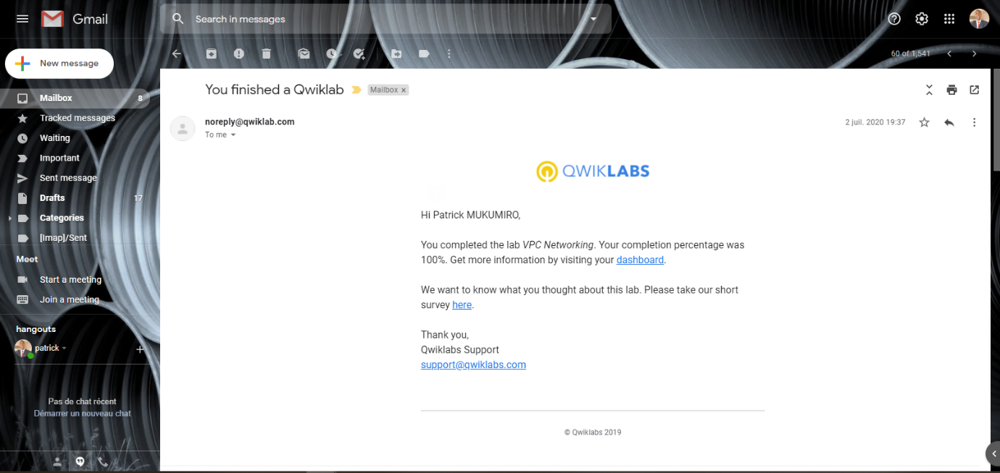 Gmail
Search in messages
New message
60 of 1,541
Mailbox 8
Tracked messages
Waiting
Important
Sent message
Drafts 17
Categories
[Imap]/Sent
Meet
Start a meeting
Join a meeting
hangouts
patrick
Pas de chat récent
Démarrer un nouveau chat
You finished a Qwiklab
Mailbox x
noreply@qwiklab.com
2 juil. 2020 19:37
To me
QWIKLABS
Hi Patrick MUKUMIRO,
You completed the lab VPC Networking. Your completion percentage was
100%. Get more information by visiting your dashboard.
We want to know what you thought about this lab. Please take our short
survey here.
Thank you,
Qwiklabs Support
support@qwiklabs.com
© Qwiklabs 2019